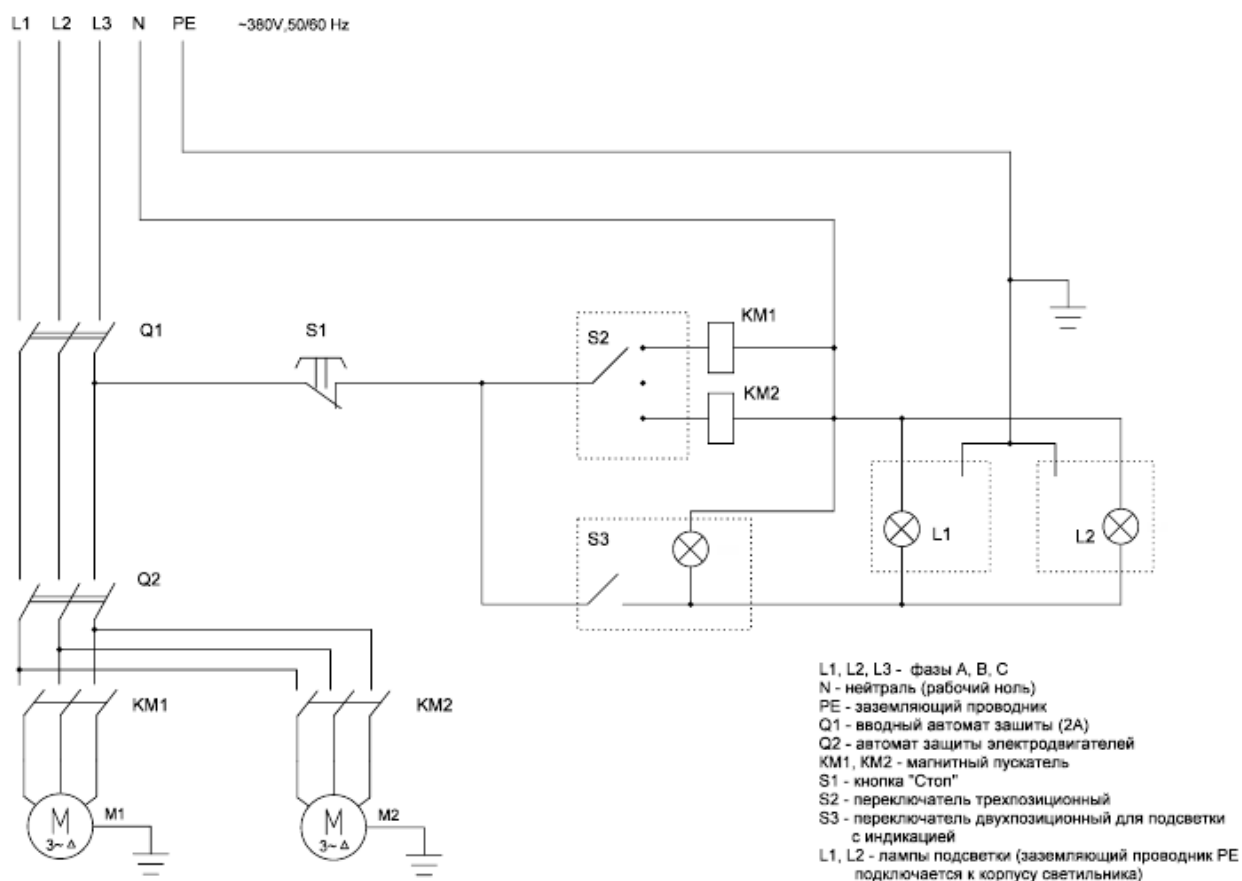 L1 L2 L3 N PE ~380V,50/60 Hz
Q1
S1
S2
KM1
KM2
S3
L1
L2
Q2
KM1
KM2
M
3~ Δ
M1
M
3~ Δ
M2
L1, L2, L3 - фазы А, В, С
N - нейтраль (рабочий ноль)
PE - заземляющий проводник
Q1 - вводный автомат зашиты (2А)
Q2 - автомат защиты электродвигателей
КМ1, КМ2 - магнитный пускатель
S1 - кнопка "Стоп"
S2 - переключатель трехпозиционный
S3 - переключатель двухпозиционный для подсветки
с индикацией
L1, L2 - лампы подсветки (заземляющий проводник PE
подключается к корпусу светильника)